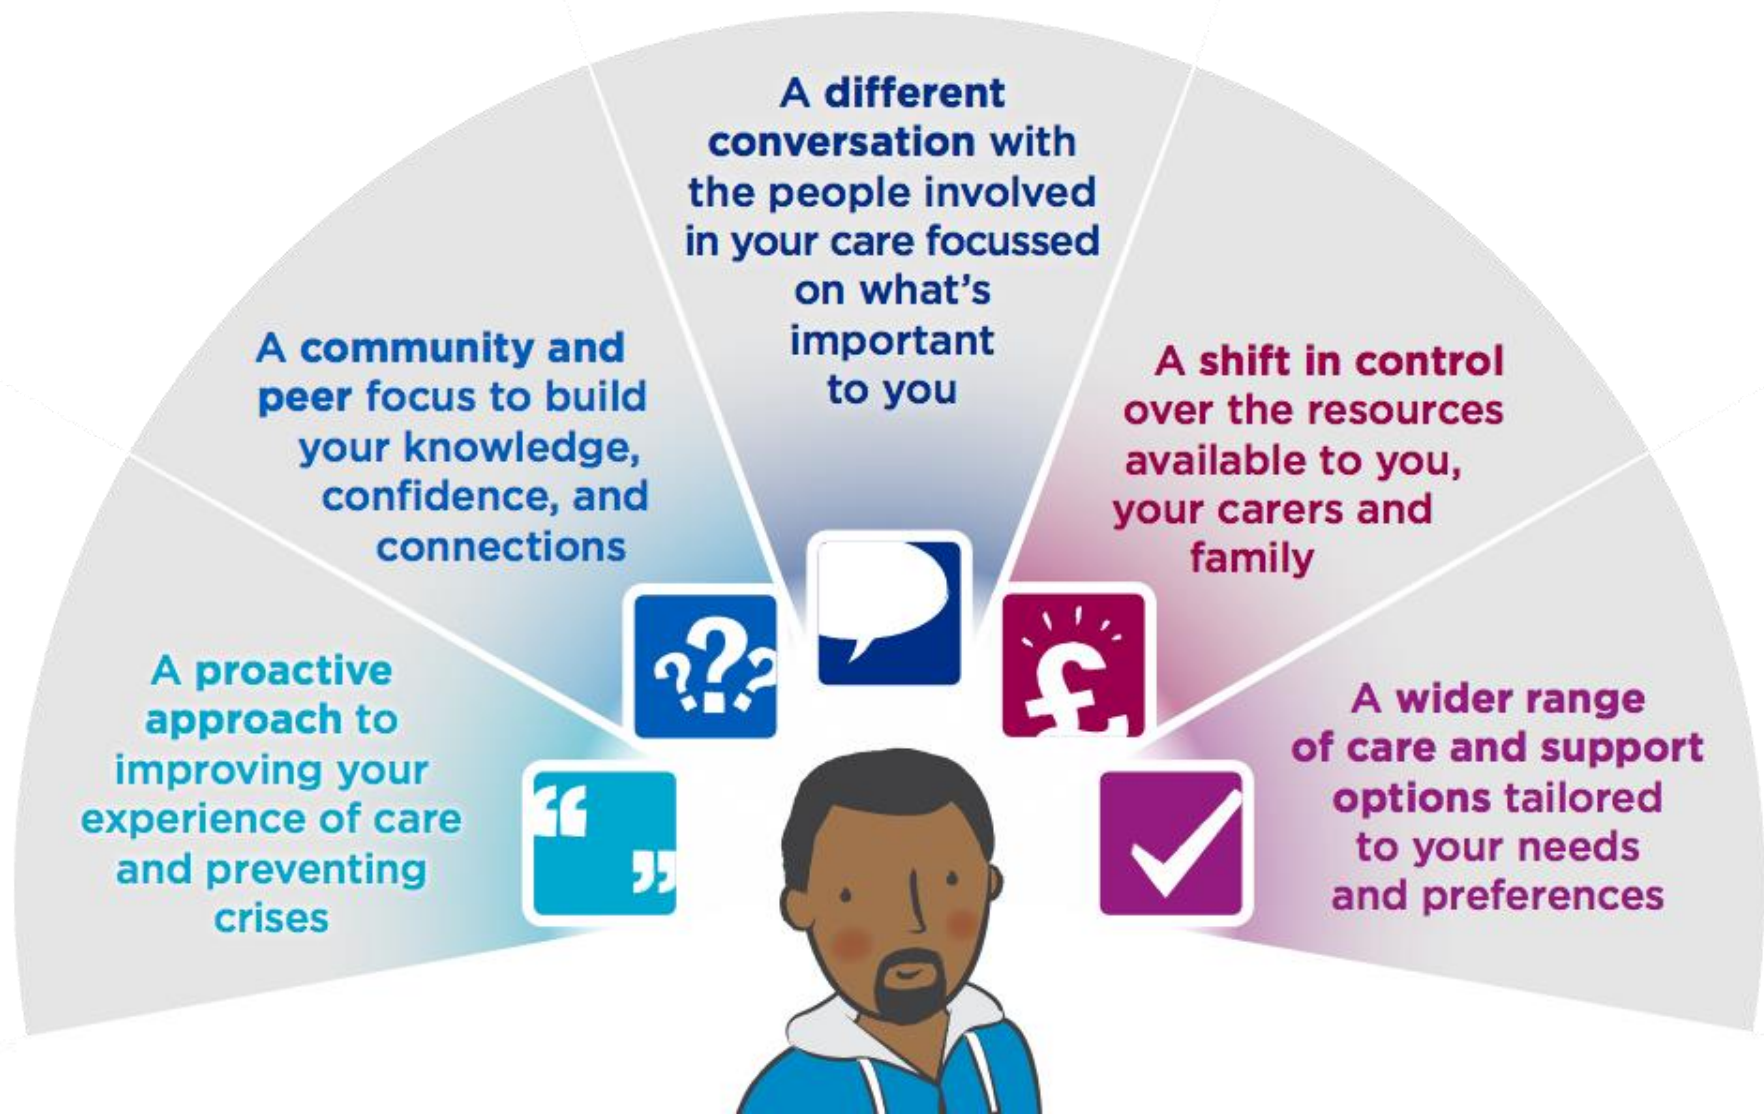 A proactive
approach to
improving your
experience of care
and preventing
crises
A community and
peer focus to build
your knowledge,
confidence, and
connections
A different
conversation with
the people involved
in your care focussed
on what's
important
to you
A shift in control
over the resources
available to you,
your carers and
family
A wider range
of care and support
options tailored
to your needs
and preferences
“
”
???
£